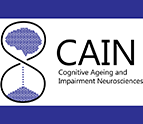 CAIN
Cognitive Ageing and
Impairment Neurosciences